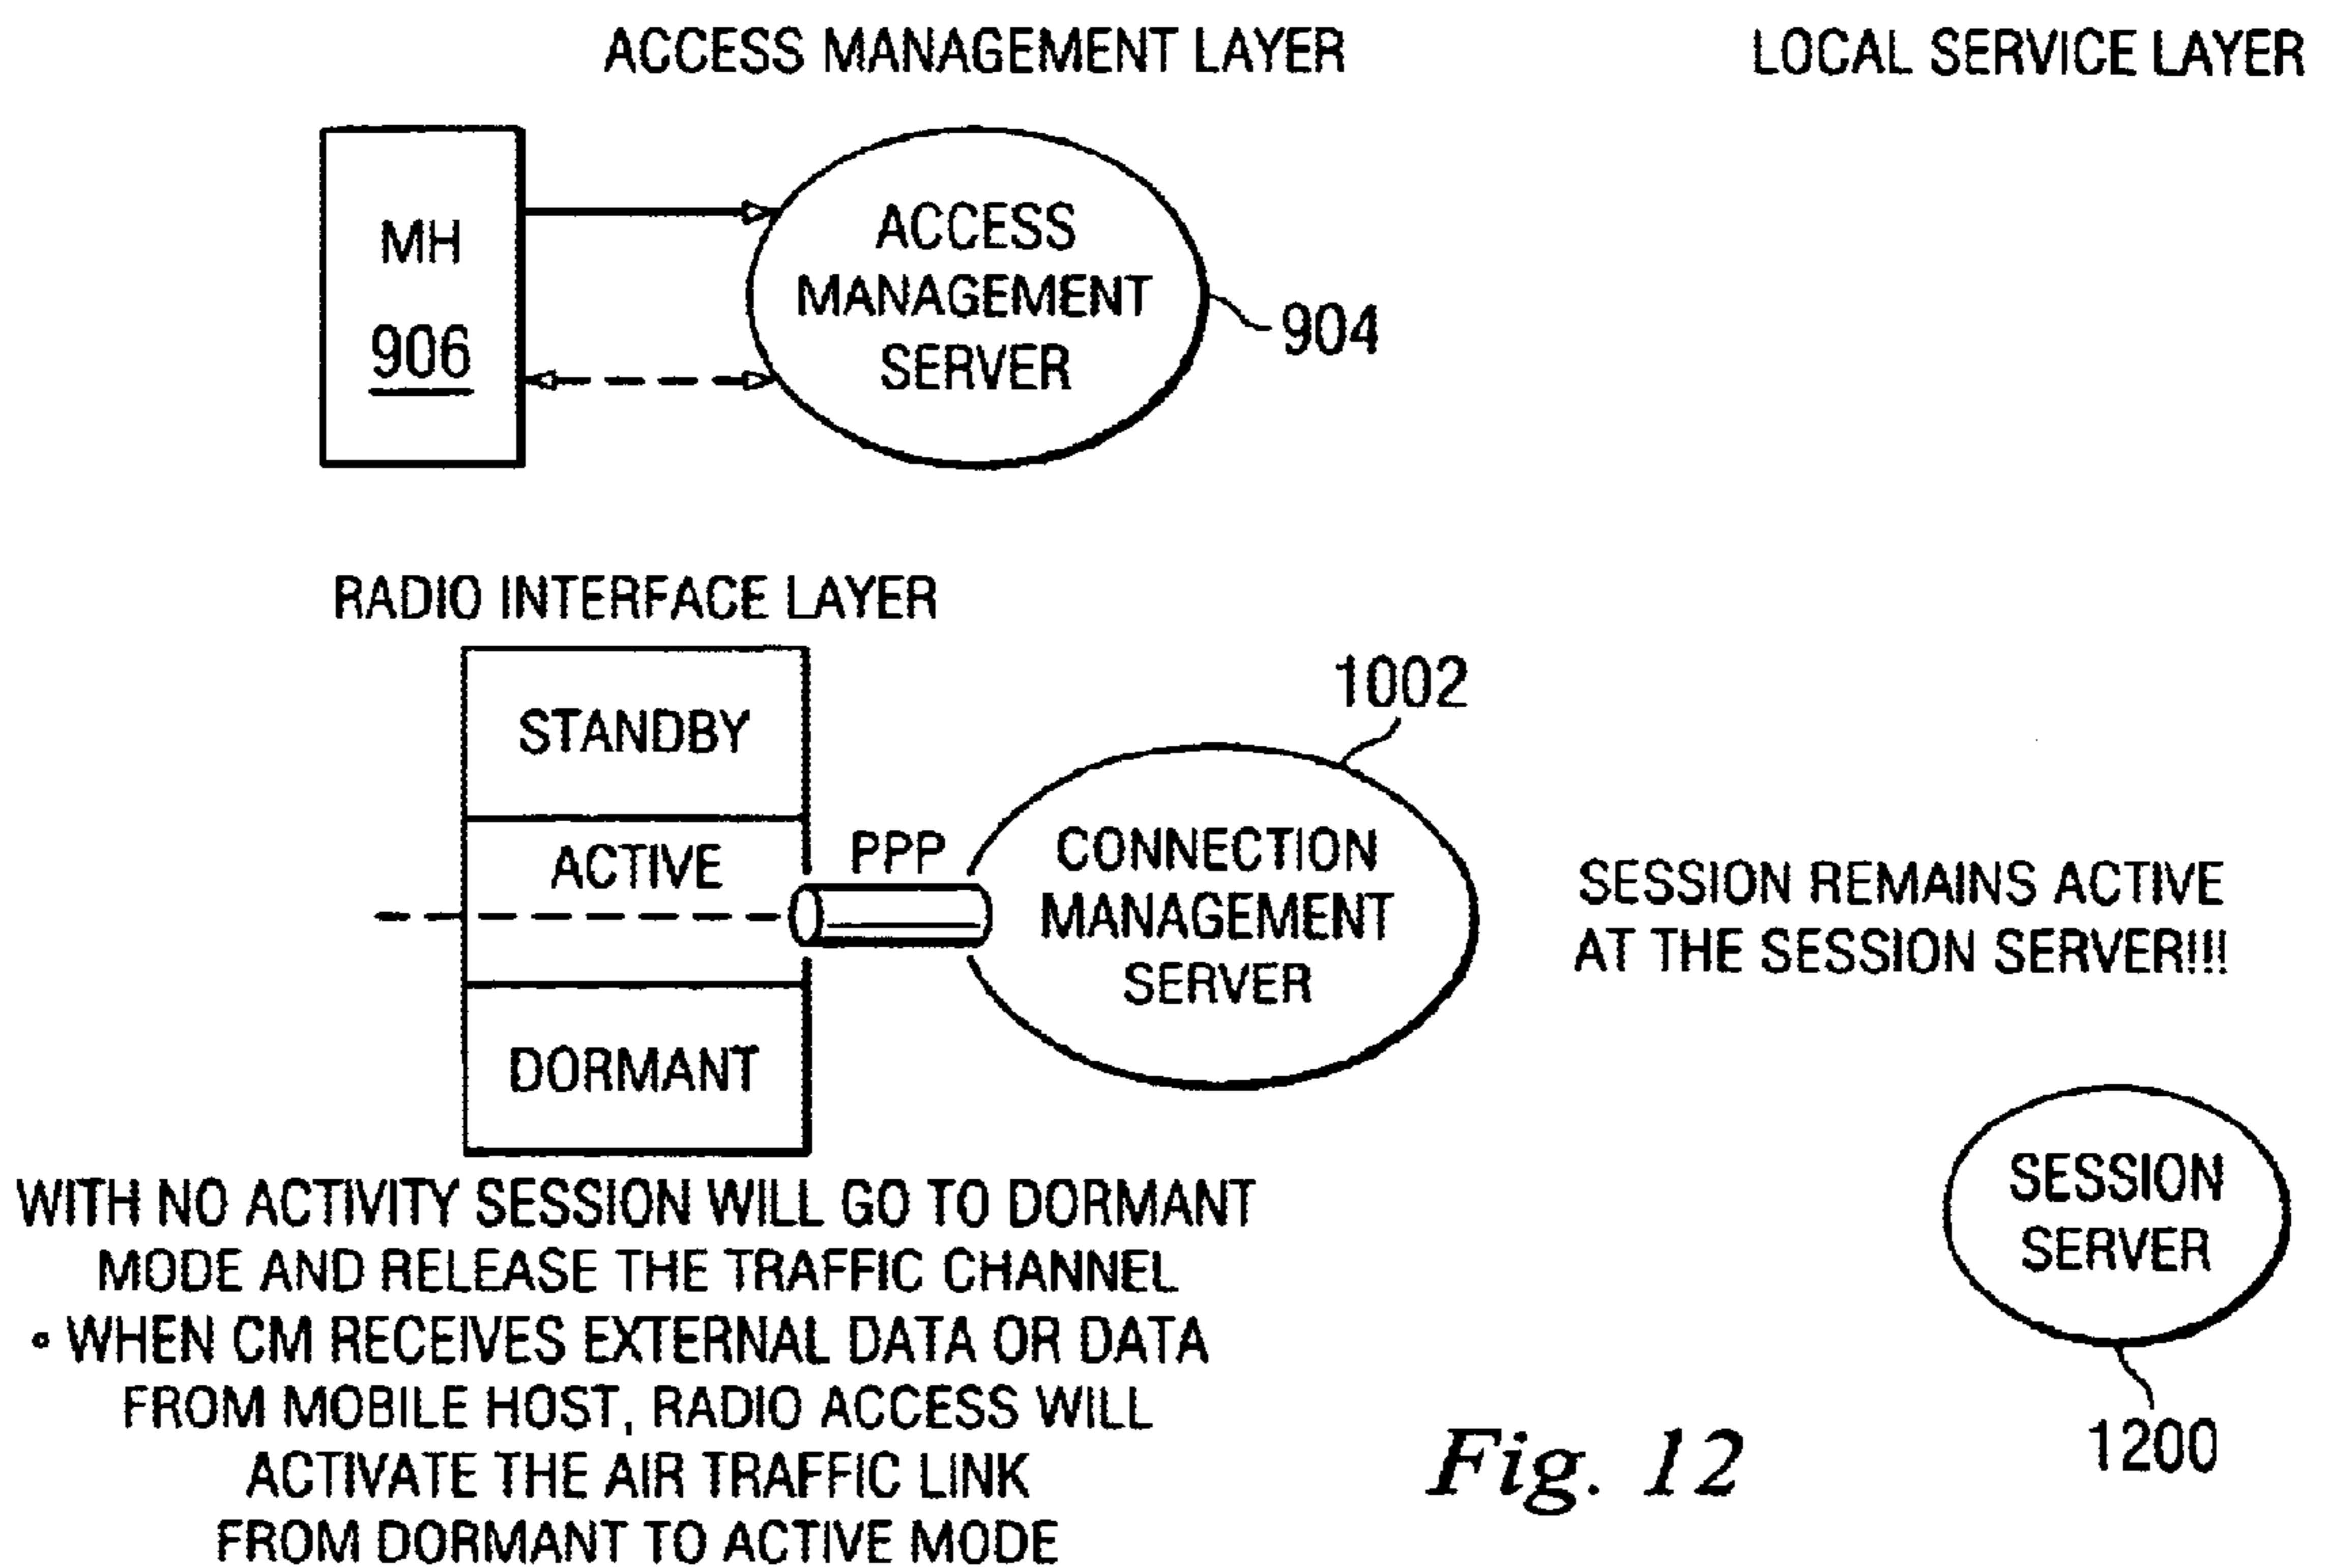 ACCESS MANAGEMENT LAYER
LOCAL SERVICE LAYER
MH
906
ACCESS
MANAGEMENT
SERVER
904
RADIO INTERFACE LAYER
STANDBY
ACTIVE
DORMANT
PPP
1002
CONNECTION
MANAGEMENT
SERVER
SESSION REMAINS ACTIVE
AT THE SESSION SERVER!!!
SESSION
SERVER
1200
WITH NO ACTIVITY SESSION WILL GO TO DORMANT
MODE AND RELEASE THE TRAFFIC CHANNEL
• WHEN CM RECEIVES EXTERNAL DATA OR DATA
FROM MOBILE HOST, RADIO ACCESS WILL
ACTIVATE THE AIR TRAFFIC LINK
FROM DORMANT TO ACTIVE MODE
Fig. 12